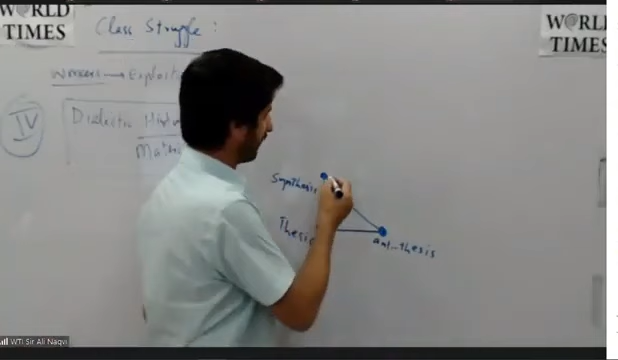 WORLD
TIMES
WORLD
TIMES
Class Struggle :
Workers → Exploit
IV
Dialectic
Synthesis
Thesis
anti-thesis
WTI Sir Ali Naqvi